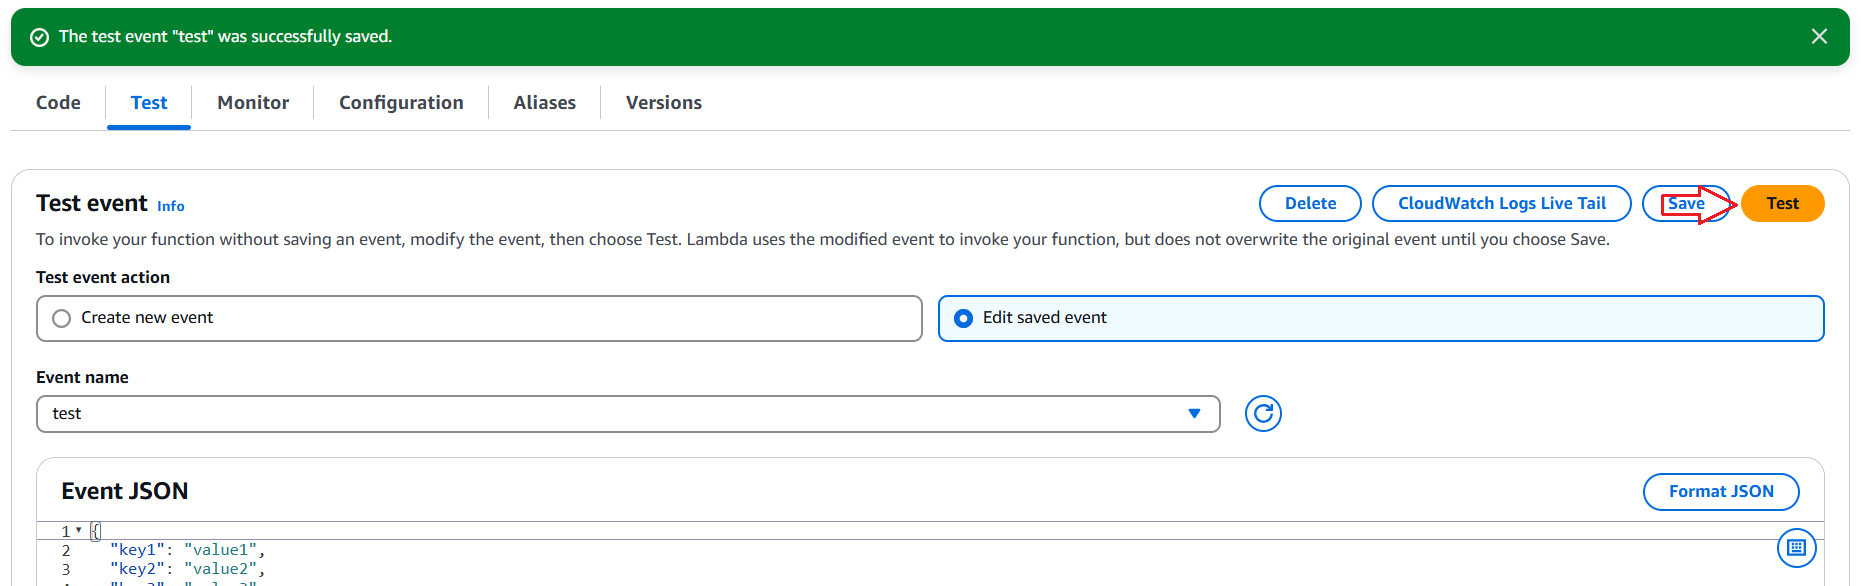 The test event "test" was successfully saved.
Code Test Monitor Configuration Aliases Versions
Test event Info Delete CloudWatch Logs Live Tail Save Test
To invoke your function without saving an event, modify the event, then choose Test. Lambda uses the modified event to invoke your function, but does not overwrite the original event until you choose Save.
Test event action
Create new event Edit saved event
Event name
test
Event JSON Format JSON
1 {
2 "key1": "value1",
3 "key2": "value2",